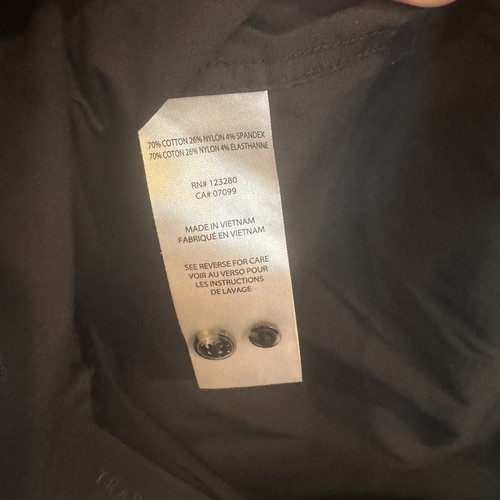 70% COTTON 26% NYLON 4% SPANDEX
70% COTON 26% NYLON 4% ÉLASTHANNE
RN# 123280
CA# 07099
MADE IN VIETNAM
FABRIQUÉ EN VIETNAM
SEE REVERSE FOR CARE
VOIR AU VERSO POUR
LES INSTRUCTIONS
DE LAVAGE